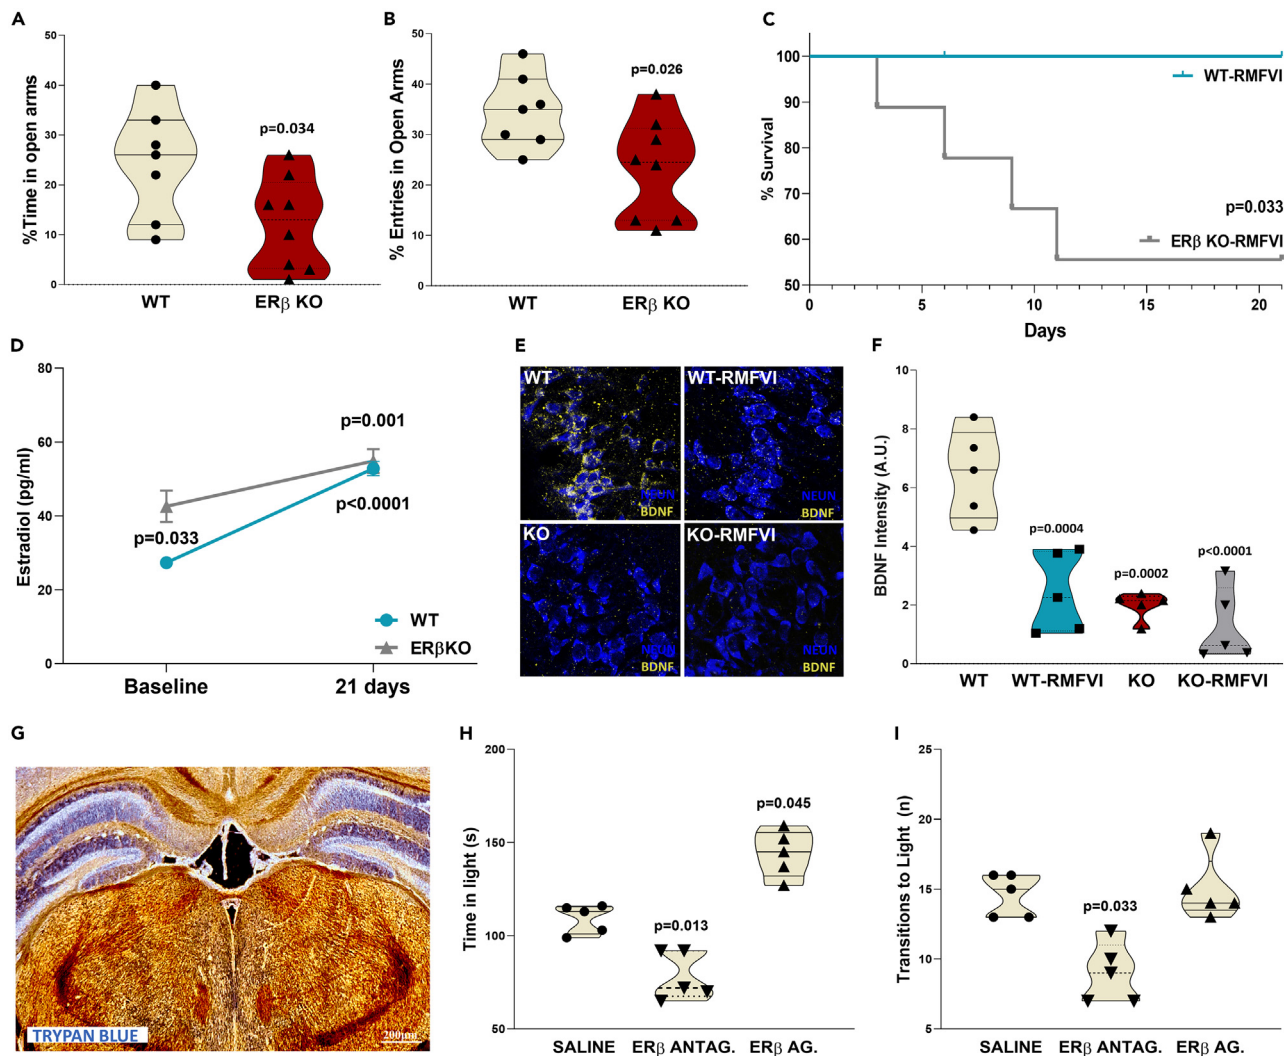 A
%Time in open arms
50
40
30
20
10
0
p=0.034
WT
ERβ KO
B
% Entries in Open Arms
50
40
30
20
10
0
p=0.026
WT
ERβ KO
C
% Survival
100
90
80
70
60
50
WT-RMFVI
p=0.033
ERβ KO-RMFVI
0
5
10
15
20
Days
D
Estradiol (pg/ml)
80
60
40
20
0
p=0.001
p<0.0001
p=0.033
WT
ERβKO
Baseline
21 days
E
WT
NEUN
BDNF
WT-RMFVI
NEUN
BDNF
KO
NEUN
BDNF
KO-RMFVI
NEUN
BDNF
F
BDNF Intensity (A.U.)
10
8
6
4
2
0
p=0.0004
p=0.0002
p<0.0001
WT
WT-RMFVI
KO
KO-RMFVI
G
TRYPAN BLUE
200µm
H
Time in light (s)
200
150
100
50
p=0.013
p=0.045
SALINE
ERβ ANTAG.
ERβ AG.
I
Transitions to Light (n)
25
20
15
10
5
p=0.033
SALINE
ERβ ANTAG.
ERβ AG.